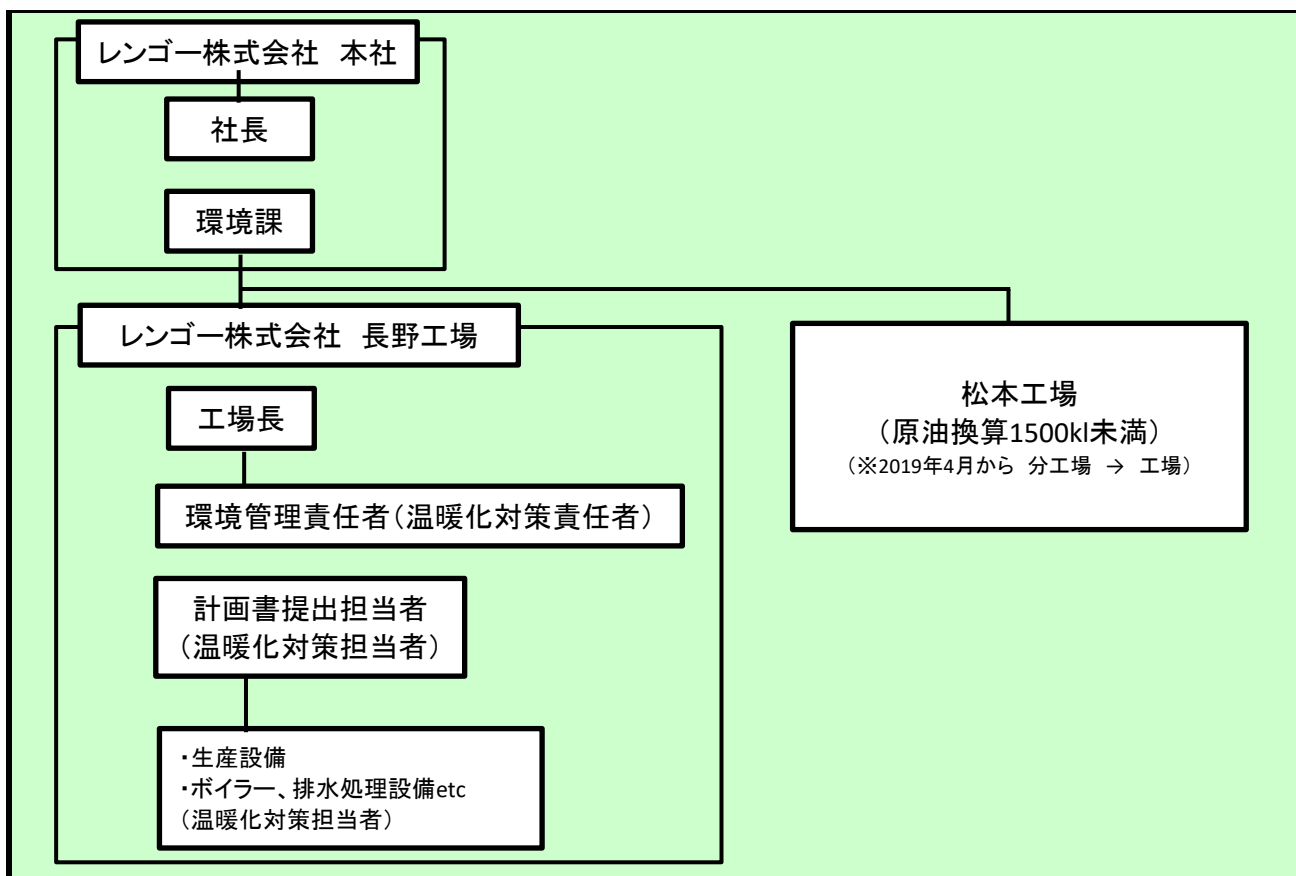 レンゴー株式会社　本社
社長
環境課
レンゴー株式会社　長野工場
工場長
環境管理責任者（温暖化対策責任者）
計画書提出担当者
（温暖化対策担当者）
・生産設備
・ボイラー、排水処理設備etc
（温暖化対策担当者）
松本工場
（原油換算1500kl未満）
（※2019年4月から　分工場　→　工場）